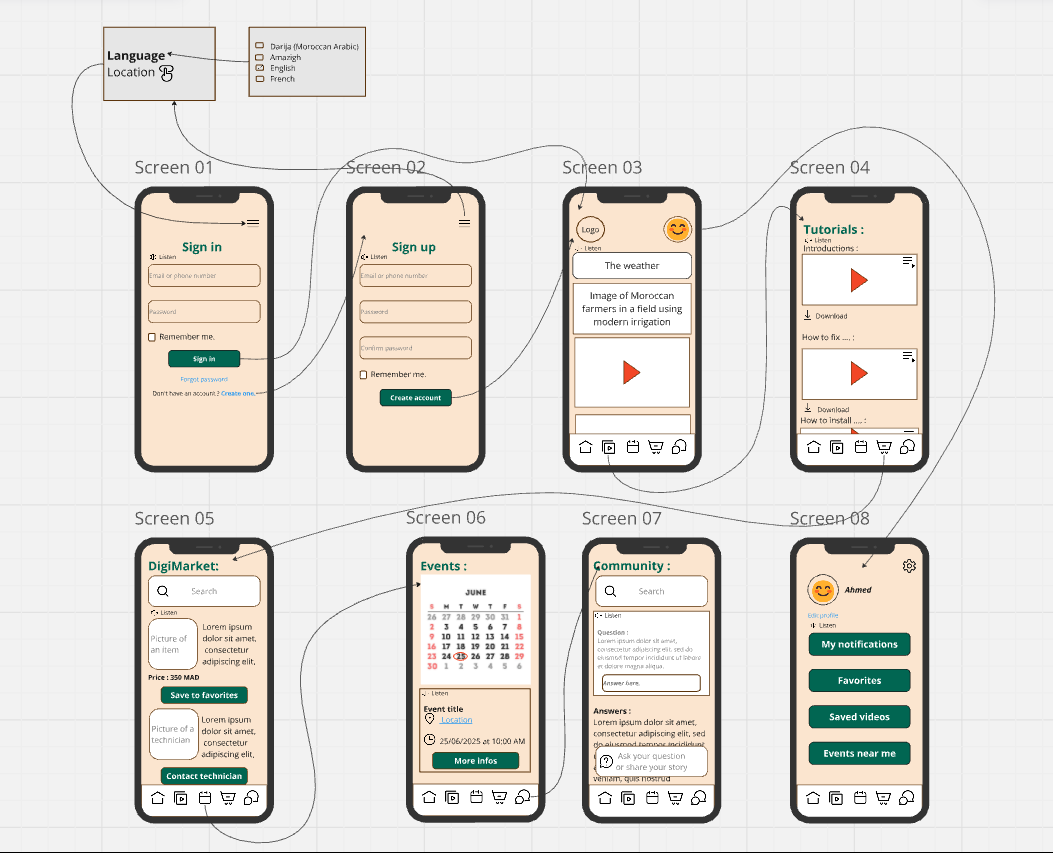 Language
Location
Darija (Moroccan Arabic)
Amazigh
English
French
Screen 01
Sign in
Listen
Email or phone number
Password
Remember me.
Sign in
Forgot password
Don't have an account? Create one.
Screen 02
Sign up
Listen
Email or phone number
Password
Confirm password
Remember me.
Create account
Screen 03
Logo
Listen
The weather
Image of Moroccan
farmers in a field using
modern irrigation
Screen 04
Tutorials :
Listen
Introductions :
Download
How to fix .... :
Download
How to install .... :
Screen 05
DigiMarket:
Search
Listen
Picture of
an item
Lorem ipsum
dolor sit amet,
consectetur
adipiscing elit,
Price : 350 MAD
Save to favorites
Picture of a
technician
Lorem ipsum
dolor sit amet,
consectetur
adipiscing elit,
Contact technician
Screen 06
Events :
JUNE
S M T W T F S
26 27 28 29 30 31 1
2 3 4 5 6 7 8
9 10 11 12 13 14 15
16 17 18 19 20 21 22
23 24 25 26 27 28 29
30 1 2 3 4 5 6
Listen
Event title
Location
25/06/2025 at 10:00 AM
More infos
Screen 07
Community :
Search
Listen
Question :
Lorem ipsum dolor sit amet,
consectetur adipiscing elit, sed do
eiusmod tempor incididunt ut labore
et dolore magna aliqua.
Answer here.
Answers :
Lorem ipsum dolor sit amet,
consectetur adipiscing elit, sed
do eiusmod tempor incididunt
Ask your question
or share your story
veniam, quis nostrud
Screen 08
Ahmed
Edit profile
Listen
My notifications
Favorites
Saved videos
Events near me